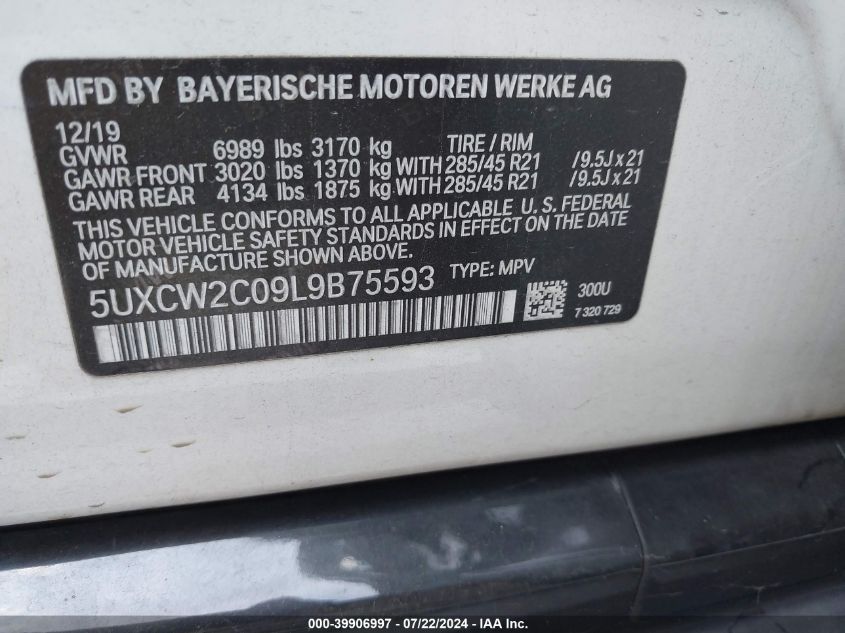 MFD BY BAYERISCHE MOTOREN WERKE AG
12/19 TIRE / RIM
GVWR 6989 lbs 3170 kg
GAWR FRONT 3020 lbs 1370 kg WITH 285/45 R21 /9.5J x 21
GAWR REAR 4134 lbs 1875 kg WITH 285/45 R21 /9.5J x 21
THIS VEHICLE CONFORMS TO ALL APPLICABLE U. S. FEDERAL
MOTOR VEHICLE SAFETY STANDARDS IN EFFECT ON THE DATE
OF MANUFACTURE SHOWN ABOVE.
5UXCW2C09L9B75593 TYPE: MPV
300U
7 320 729
000-39906997 - 07/22/2024 - IAA Inc.